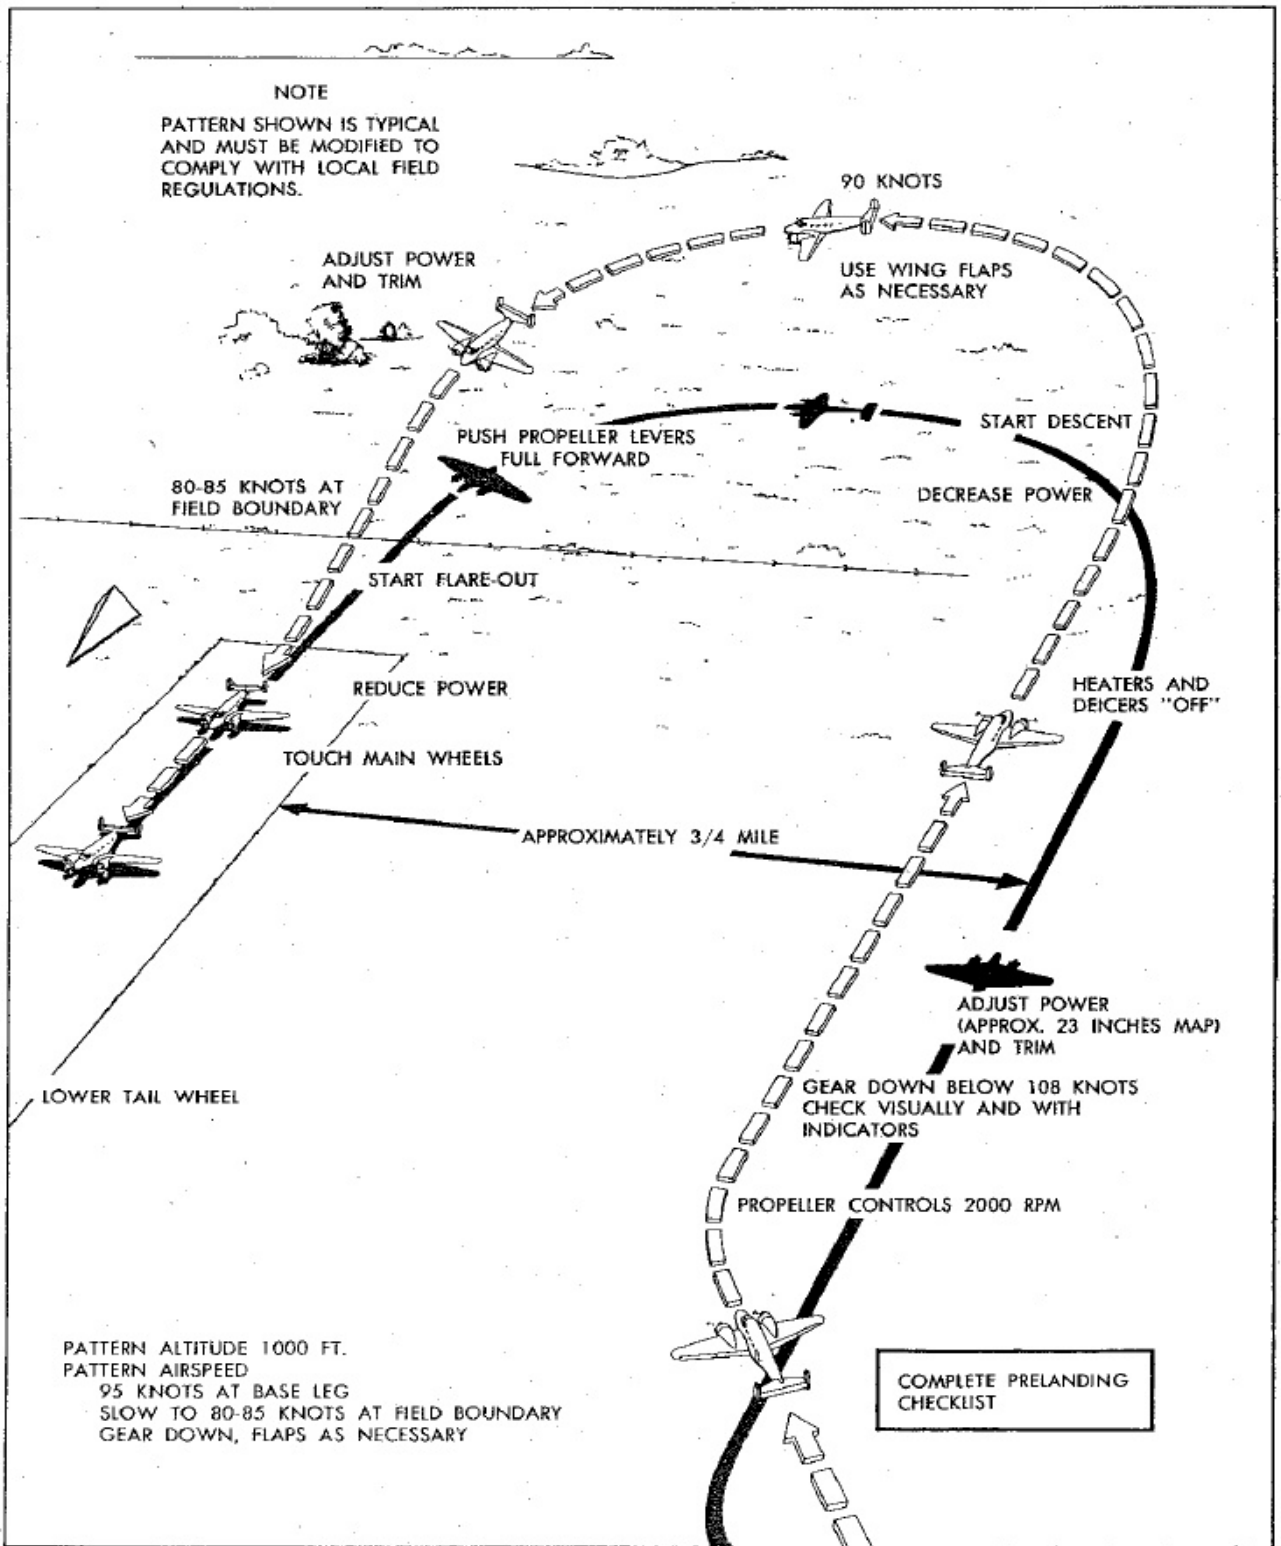 NOTE
PATTERN SHOWN IS TYPICAL
AND MUST BE MODIFIED TO
COMPLY WITH LOCAL FIELD
REGULATIONS.
90 KNOTS
USE WING FLAPS
AS NECESSARY
ADJUST POWER
AND TRIM
START DESCENT
PUSH PROPELLER LEVERS
FULL FORWARD
DECREASE POWER
80-85 KNOTS AT
FIELD BOUNDARY
START FLARE-OUT
HEATERS AND
DEICERS "OFF"
REDUCE POWER
TOUCH MAIN WHEELS
APPROXIMATELY 3/4 MILE
ADJUST POWER
(APPROX. 23 INCHES MAP)
AND TRIM
GEAR DOWN BELOW 108 KNOTS
CHECK VISUALLY AND WITH
INDICATORS
LOWER TAIL WHEEL
PROPELLER CONTROLS 2000 RPM
PATTERN ALTITUDE 1000 FT.
PATTERN AIRSPEED
95 KNOTS AT BASE LEG
SLOW TO 80-85 KNOTS AT FIELD BOUNDARY
GEAR DOWN, FLAPS AS NECESSARY
COMPLETE PRELANDING
CHECKLIST